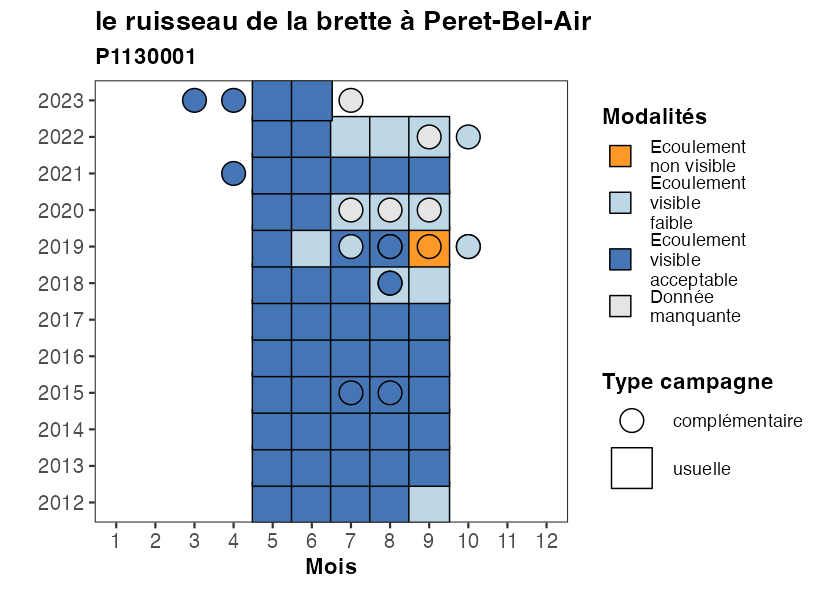 le ruisseau de la brette à Peret-Bel-Air
P1130001
2023
2022
2021
2020
2019
2018
2017
2016
2015
2014
2013
2012
1 2 3 4 5 6 7 8 9 10 11 12
Mois
Modalités
Ecoulement
non visible
Ecoulement
visible
faible
Ecoulement
visible
acceptable
Donnée
manquante
Type campagne
complémentaire
usuelle